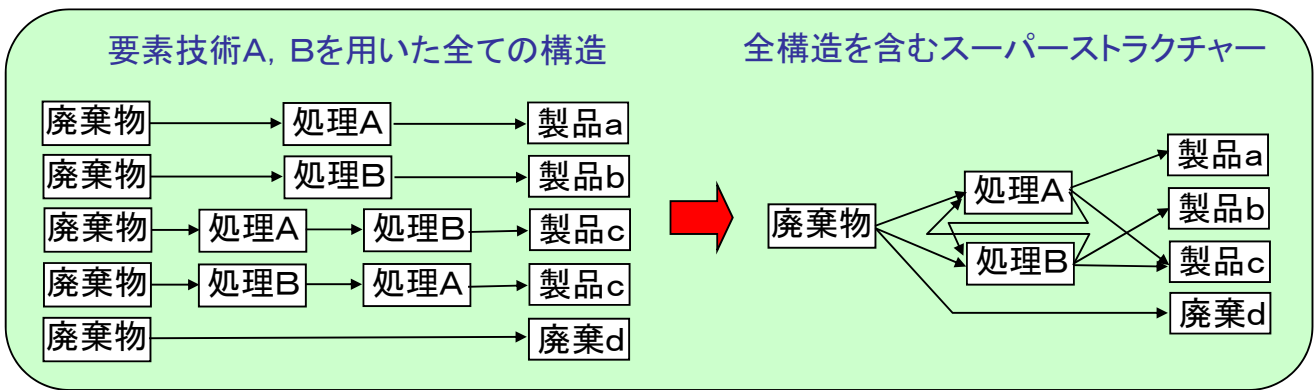 要素技術A，Bを用いた全ての構造
廃棄物 処理A 製品a
廃棄物 処理B 製品b
廃棄物 処理A 処理B 製品c
廃棄物 処理B 処理A 製品c
廃棄物 廃棄d
全構造を含むスーパーストラクチャー
廃棄物
処理A
処理B
製品a
製品b
製品c
廃棄d